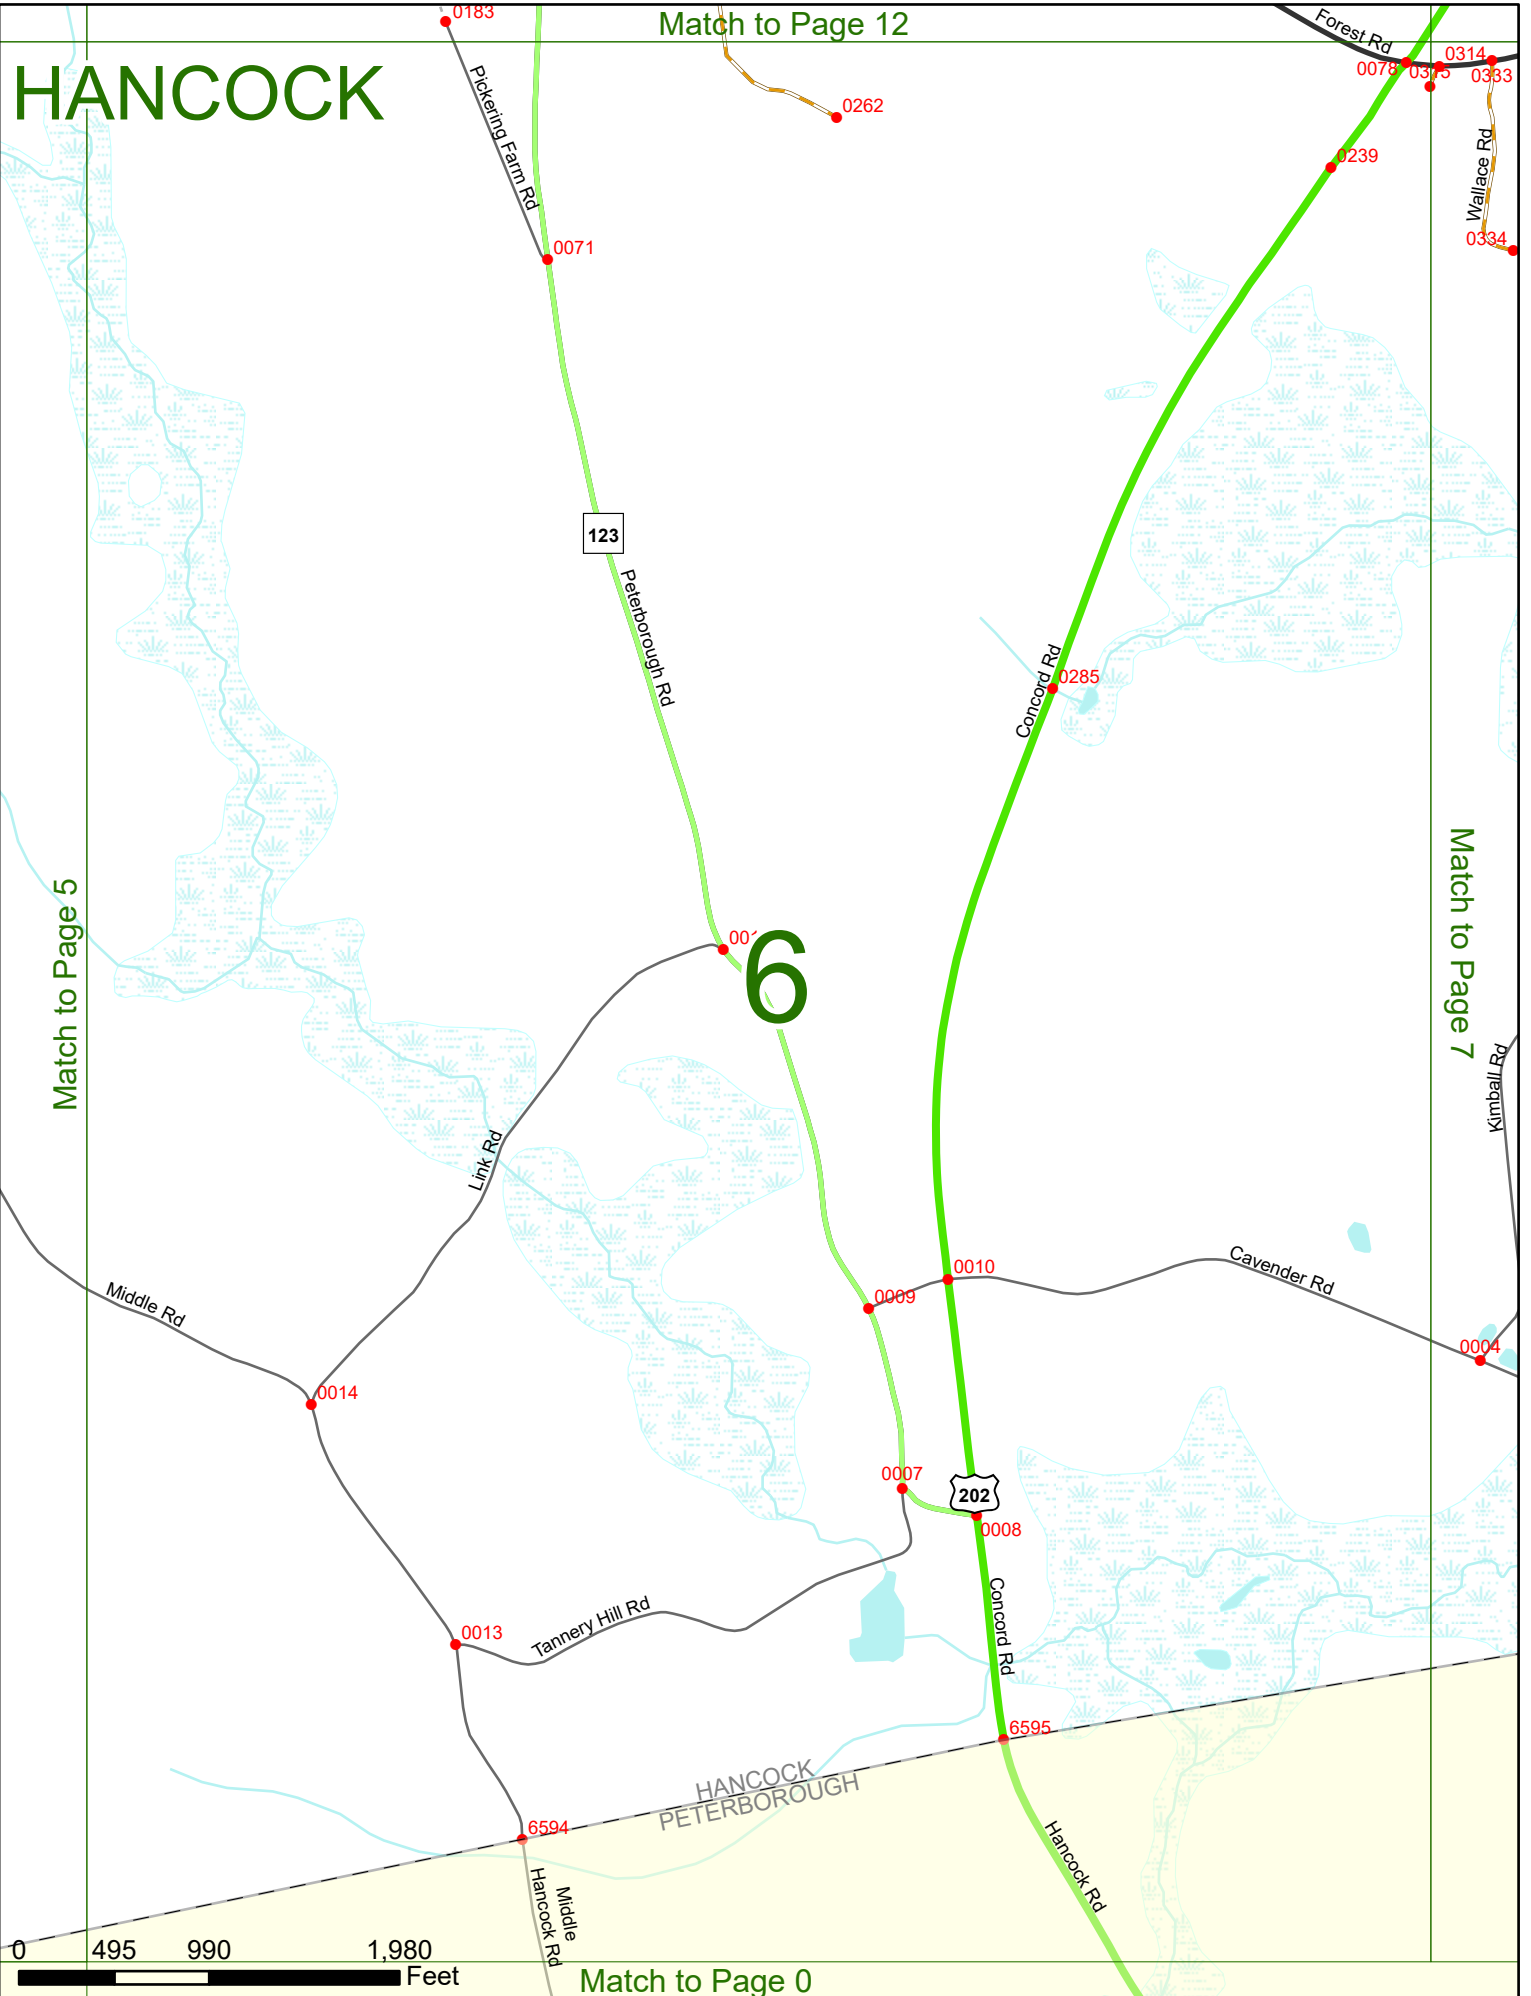 0183
Match to Page 12
Forest Rd
0314
0078
0333
HANCOCK
Pickering Farm Rd
0262
Wallace Rd
0239
0334
0071
123
Peterborough Rd
Concord Rd
0285
Match to Page 5
Match to Page 7
6
Kimball Rd
Link Rd
Middle Rd
0010
Cavender Rd
0009
0004
0014
0007
202
0008
Concord Rd
Tannery Hill Rd
0013
6595
HANCOCK
PETERBOROUGH
6594
Hancock Rd
Middle
Hancock Rd
0 495 990 1,980
Feet
Match to Page 0